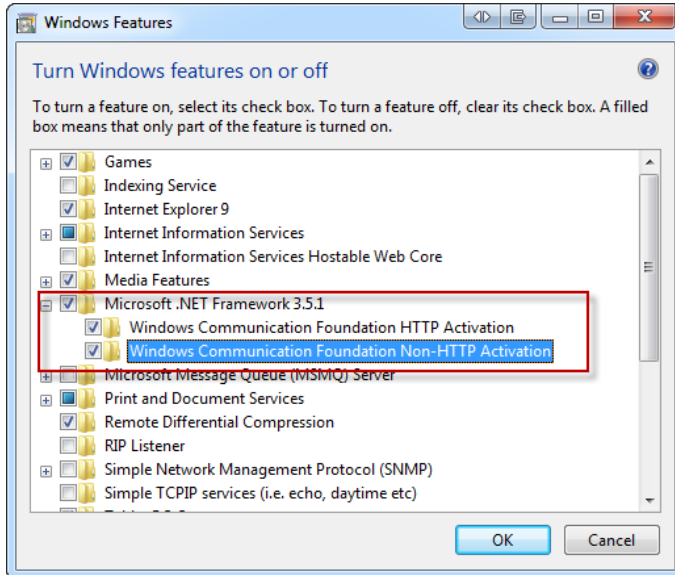 Windows Features
Turn Windows features on or off
To turn a feature on, select its check box. To turn a feature off, clear its check box. A filled
box means that only part of the feature is turned on.
Games
Indexing Service
Internet Explorer 9
Internet Information Services
Internet Information Services Hostable Web Core
Media Features
Microsoft .NET Framework 3.5.1
Windows Communication Foundation HTTP Activation
Windows Communication Foundation Non-HTTP Activation
Microsoft Message Queue (MSMQ) Server
Print and Document Services
Remote Differential Compression
RIP Listener
Simple Network Management Protocol (SNMP)
Simple TCPIP services (i.e. echo, daytime etc)
OK
Cancel